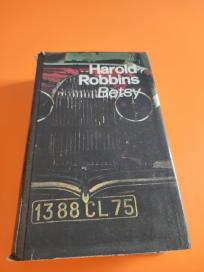 Harold
Robbins
Betsy
1388 CL 75